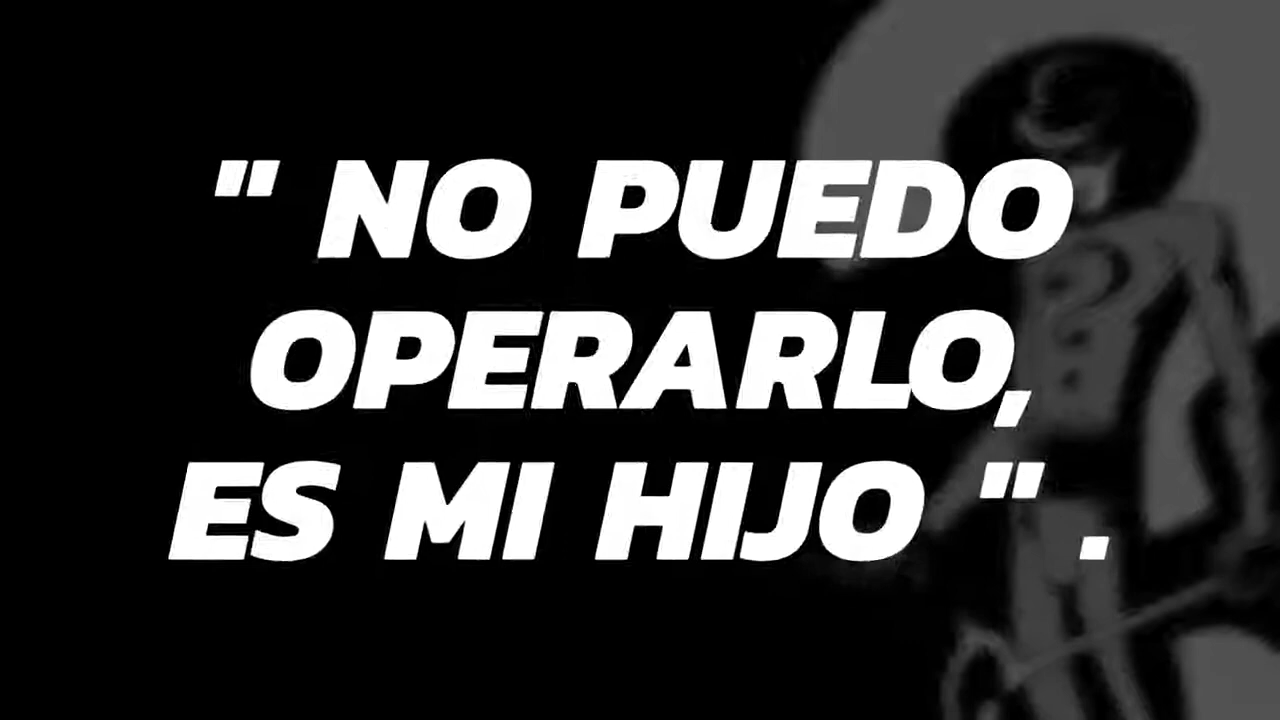 " NO PUEDO
OPERARLO,
ES MI HIJO " .